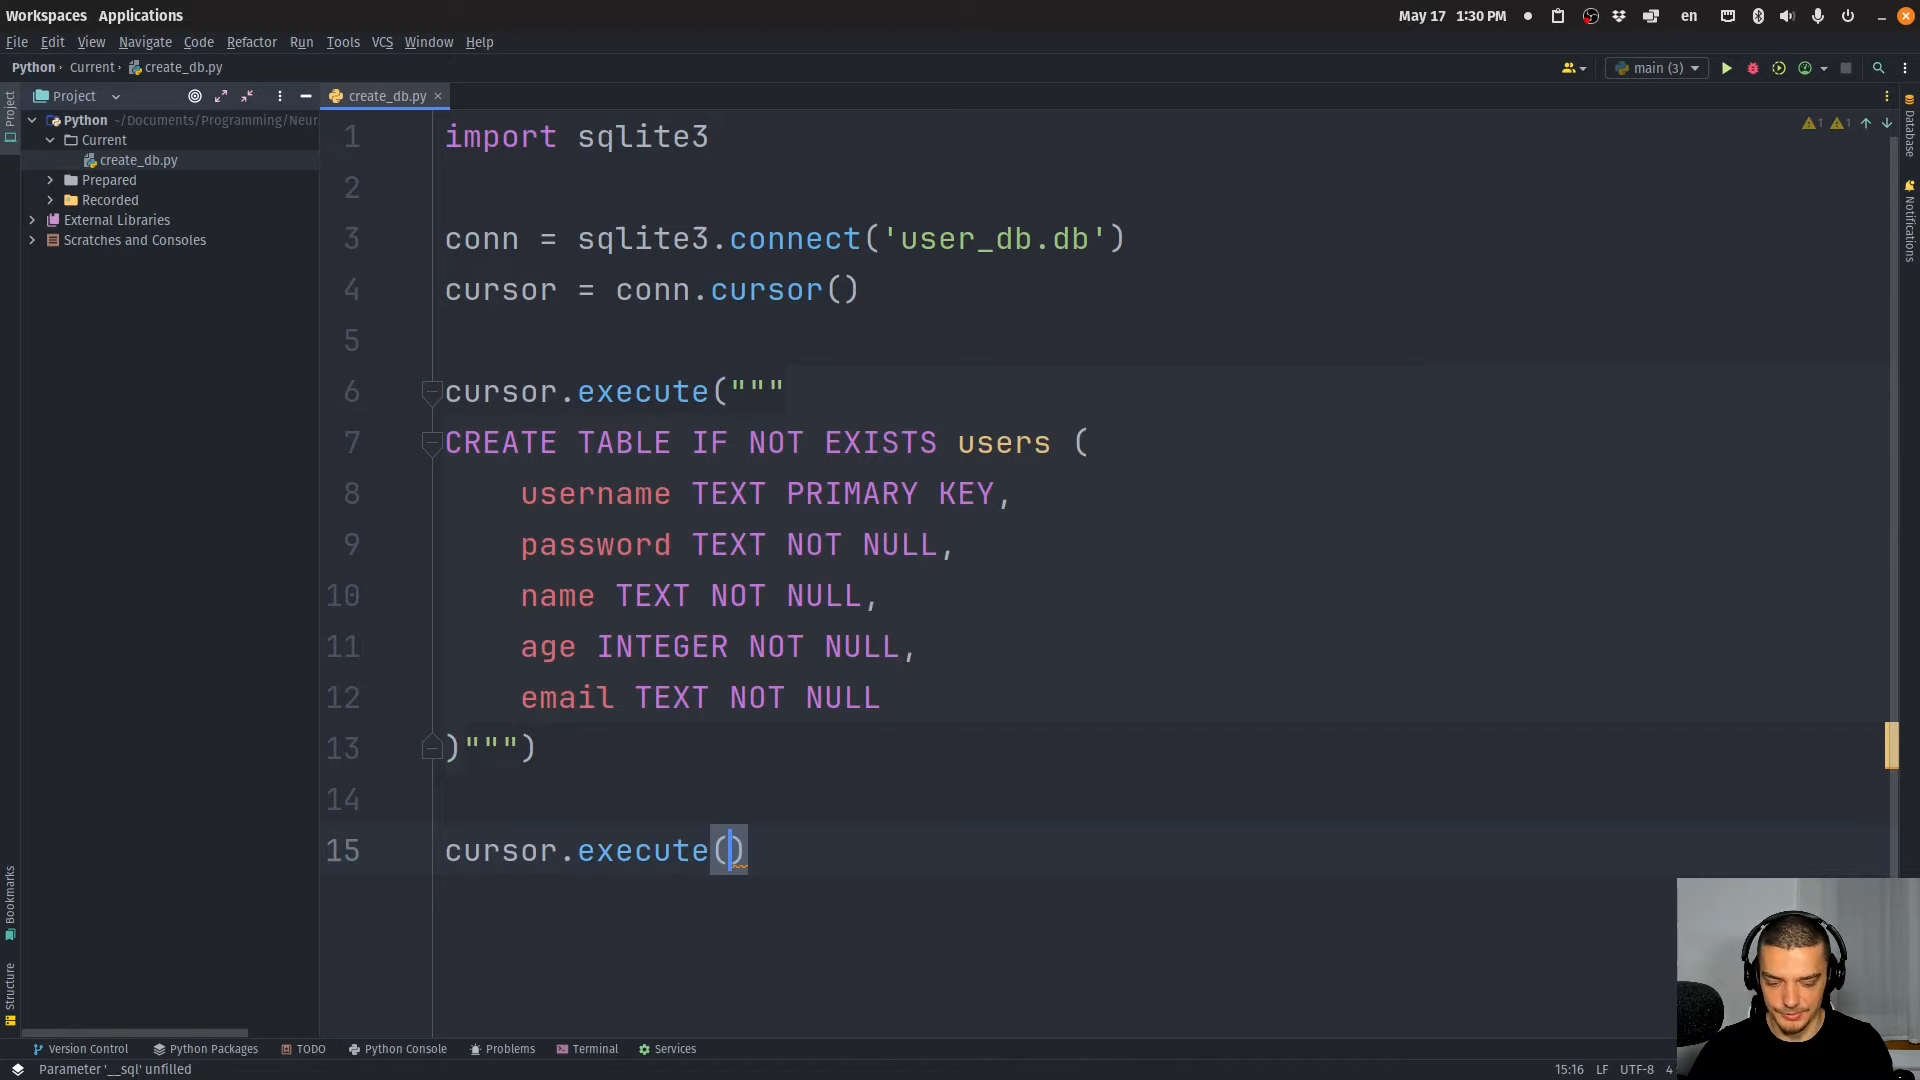 Workspaces Applications
May 17 1:30 PM
en
File Edit View Navigate Code Refactor Run Tools VCS Window Help
Python › Current › create_db.py
main (3)
Project
create_db.py
Project
Python ~/Documents/Programming/Neur
Current
create_db.py
Prepared
Recorded
External Libraries
Scratches and Consoles
1 import sqlite3
2
3 conn = sqlite3.connect('user_db.db')
4 cursor = conn.cursor()
5
6 cursor.execute("""
7 CREATE TABLE IF NOT EXISTS users (
8 username TEXT PRIMARY KEY,
9 password TEXT NOT NULL,
10 name TEXT NOT NULL,
11 age INTEGER NOT NULL,
12 email TEXT NOT NULL
13 )""")
14
15 cursor.execute()
1 1
Database
Notifications
Bookmarks
Structure
Version Control Python Packages TODO Python Console Problems Terminal Services
Parameter '__sql' unfilled
15:16 LF UTF-8 4